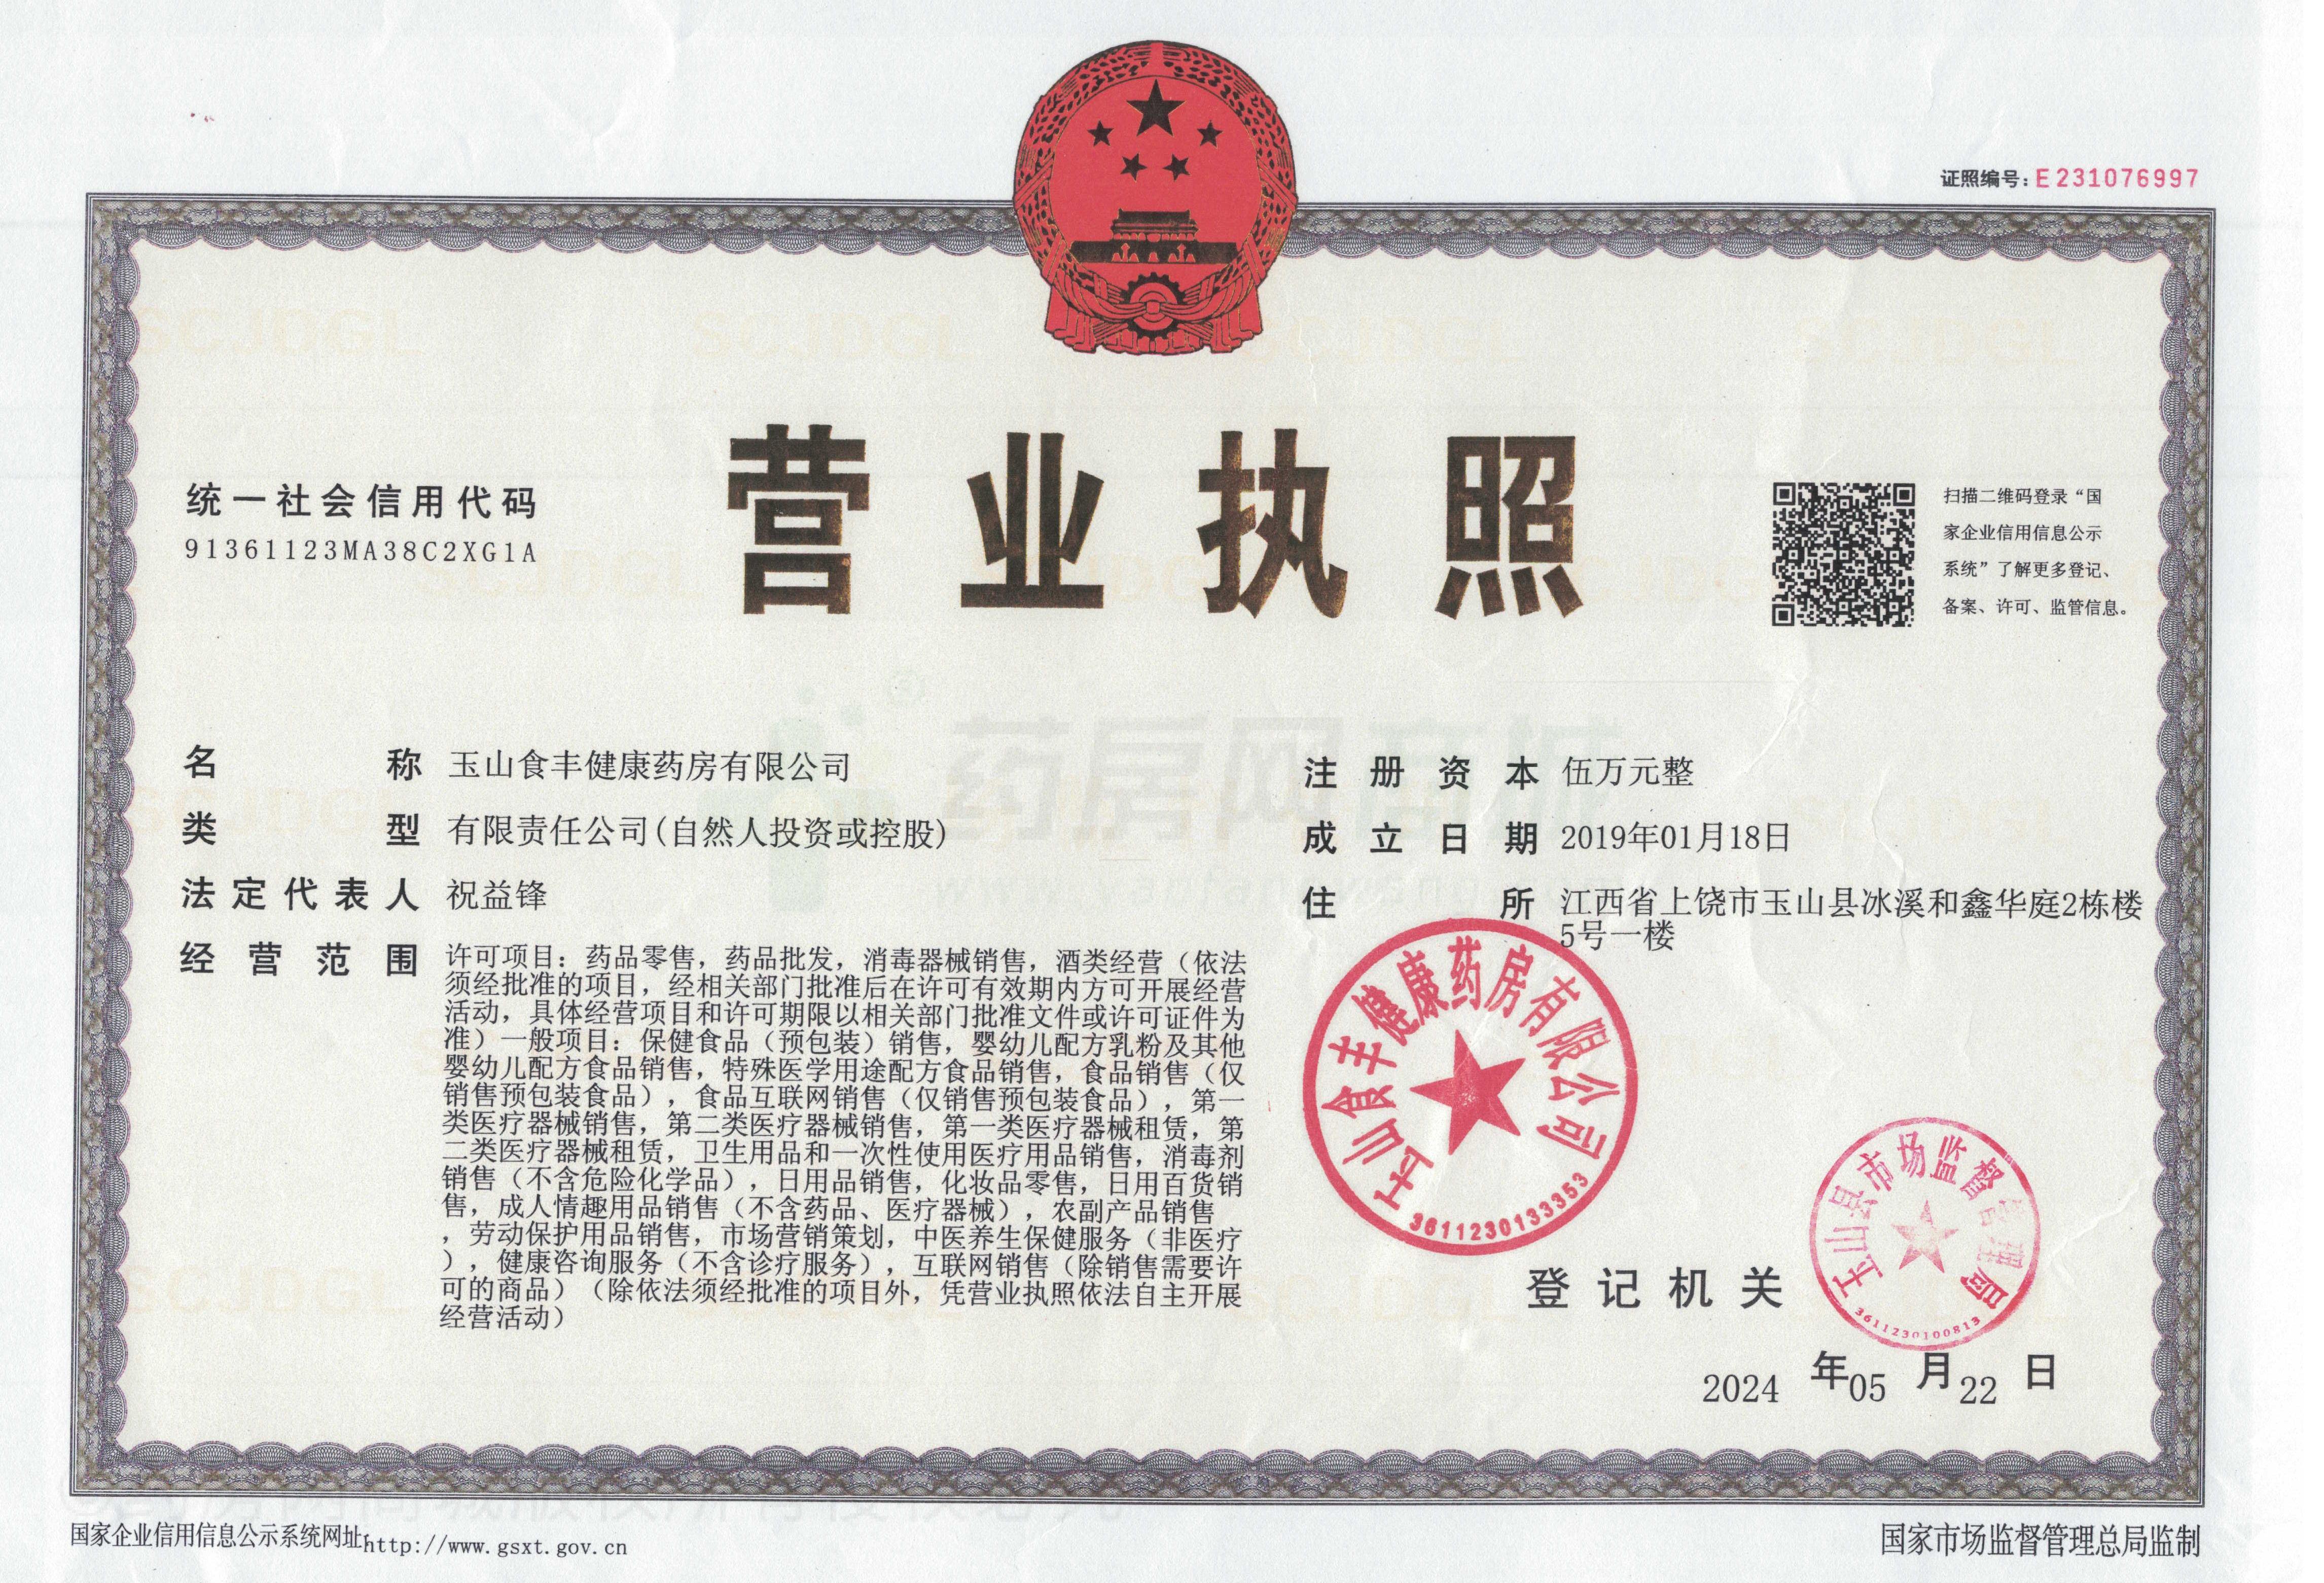 证照编号:E231076997
营业执照
统一社会信用代码
91361123MA38C2XG1A
扫描二维码登录“国
家企业信用信息公示
系统”了解更多登记、
备案、许可、监管信息。
名称 玉山食丰健康药房有限公司
类型 有限责任公司(自然人投资或控股)
法定代表人 祝益锋
经营范围 许可项目：药品零售，药品批发，消毒器械销售，酒类经营（依法
须经批准的项目，经相关部门批准后在许可有效期内方可开展经营
活动，具体经营项目和许可期限以相关部门批准文件或许可证件为
准）一般项目：保健食品（预包装）销售，婴幼儿配方乳粉及其他
婴幼儿配方食品销售，特殊医学用途配方食品销售，食品销售（仅
销售预包装食品），食品互联网销售（仅销售预包装食品），第一
类医疗器械销售，第二类医疗器械销售，第一类医疗器械租赁，第
二类医疗器械租赁，卫生用品和一次性使用医疗用品销售，消毒剂
销售（不含危险化学品），日用品销售，化妆品零售，日用百货销
售，成人情趣用品销售（不含药品、医疗器械），农副产品销售
，劳动保护用品销售，市场营销策划，中医养生保健服务（非医疗
），健康咨询服务（不含诊疗服务），互联网销售（除销售需要许
可的商品）（除依法须经批准的项目外，凭营业执照依法自主开展
经营活动）
注册资本 伍万元整
成立日期 2019年01月18日
住所 江西省上饶市玉山县冰溪和鑫华庭2栋楼
5号一楼
玉山食丰健康药房有限公司
3611230133353
登记机关
玉山县市场监督管理局
3611230100813
2024年05月22日
药房网商城
SCJDGL
国家企业信用信息公示系统网址:http://www.gsxt.gov.cn
国家市场监督管理总局监制